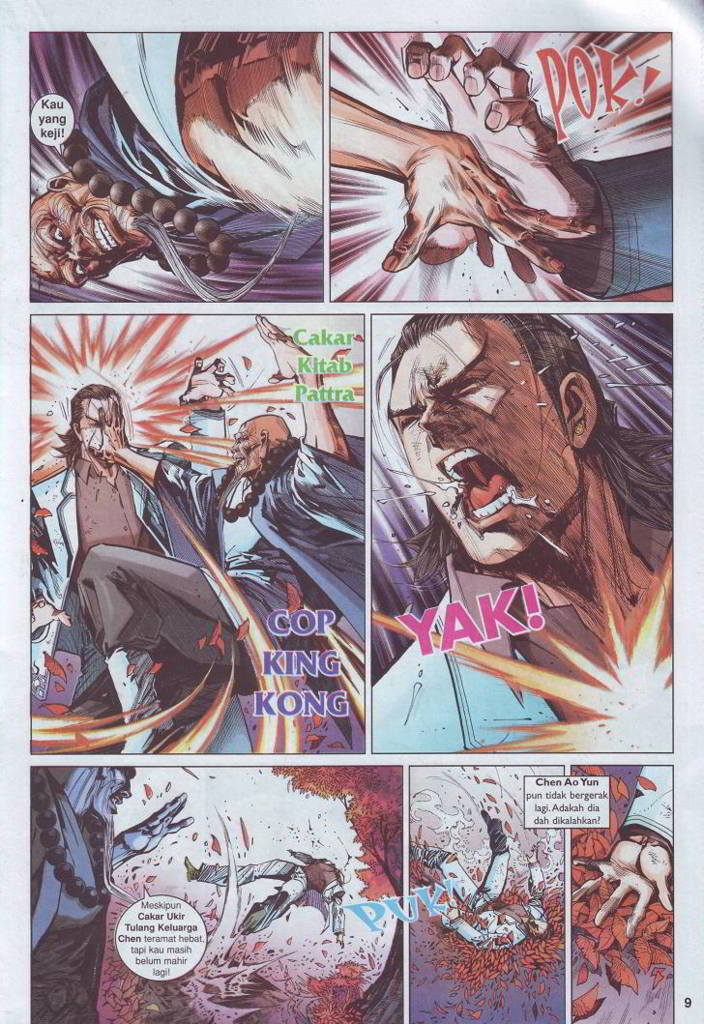 Kau
yang
keji!
POK!
Cakar
Kitab
Pattra
COP
KING
KONG
YAK!
Meskipun
Cakar Ukir
Tulang Keluarga
Chen teramat hebat,
tapi kau masih
belum mahir
lagi!
PUK!
Chen Ao Yun
pun tidak bergerak
lagi. Adakah dia
dah dikalahkan?
9